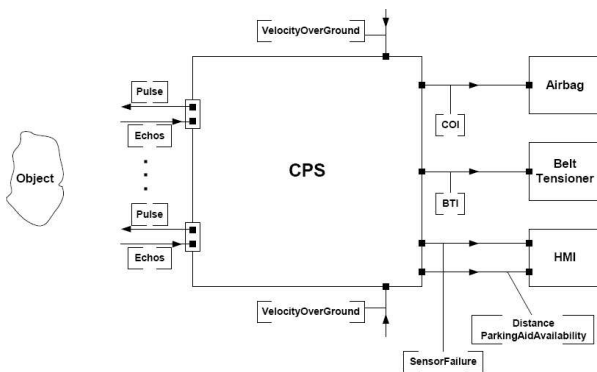 VelocityOverGround
Pulse
Echos
Object
Pulse
Echos
CPS
COI
Airbag
BTI
Belt
Tensioner
HMI
VelocityOverGround
Distance
ParkingAidAvailability
SensorFailure